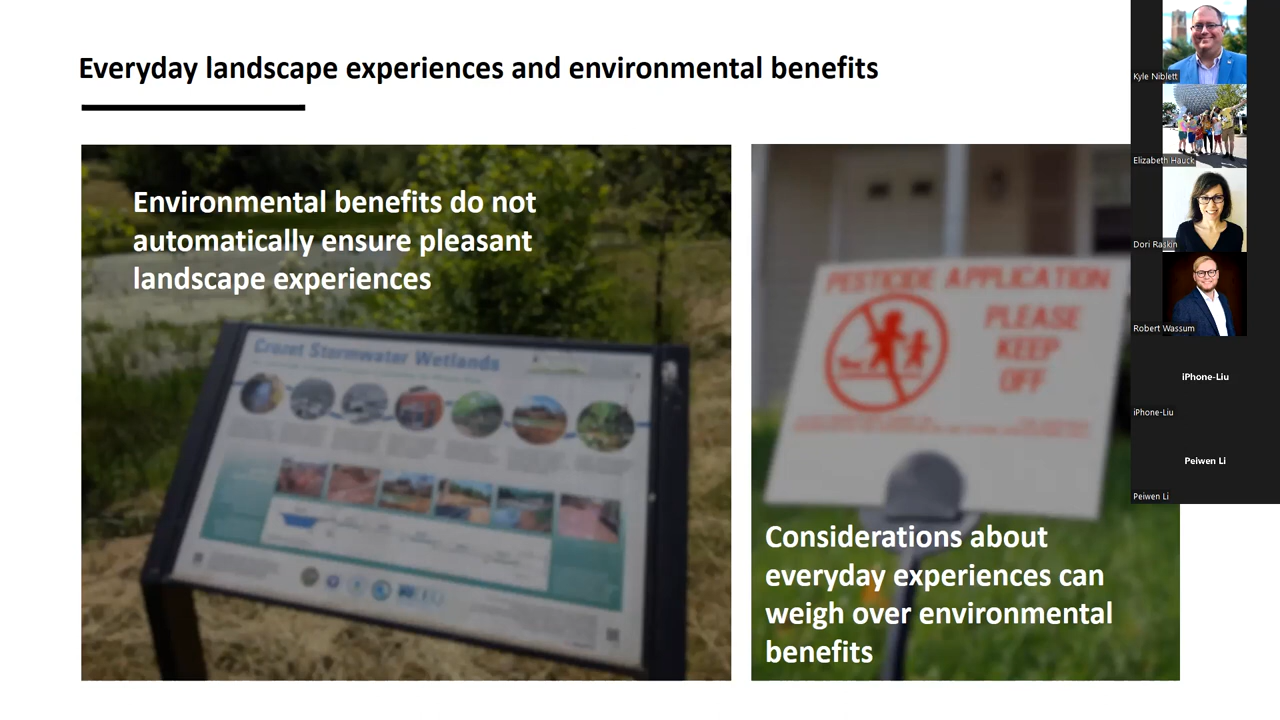 Everyday landscape experiences and environmental benefits
Environmental benefits do not
automatically ensure pleasant
landscape experiences
Crozet Stormwater Wetlands
PESTICIDE APPLICATION
PLEASE
KEEP
OFF
Considerations about
everyday experiences can
weigh over environmental
benefits
Kyle Niblett
Elizabeth Hauck
Dori Raskin
Robert Wassum
iPhone-Liu
iPhone-Liu
Peiwen Li
Peiwen Li